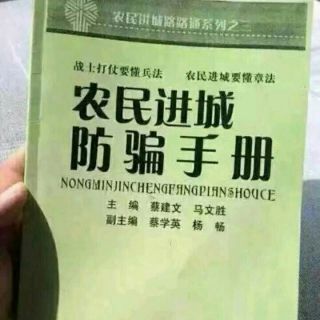 农民进城路路通系列之二
战士打仗要懂兵法 农民进城要懂章法
农民进城
防骗手册
NONGMINJINCHENGFANGPIANSHOUCE
主编 蔡建文 马文胜
副主编 蔡学英 杨畅